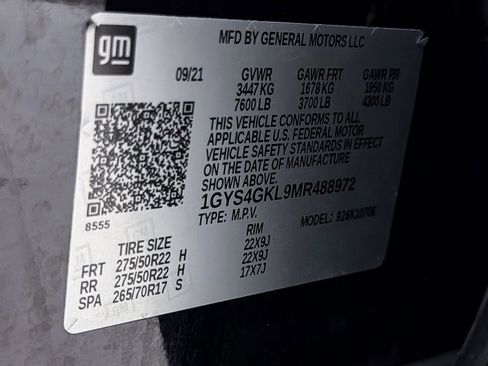 gm
MFD BY GENERAL MOTORS LLC
09/21 GVWR GAWR FRT GAWR RR
3447 KG 1678 KG 1950 KG
7600 LB 3700 LB 4300 LB
THIS VEHICLE CONFORMS TO ALL
APPLICABLE U.S. FEDERAL MOTOR
VEHICLE SAFETY STANDARDS IN EFFECT
ON THE DATE OF MANUFACTURE SHOWN ABOVE.
1GYS4GKL9MR488972
TYPE: M.P.V. MODEL: 926K10706
8555
TIRE SIZE RIM
FRT 275/50R22 H 22X9J
RR 275/50R22 H 22X9J
SPA 265/70R17 S 17X7J